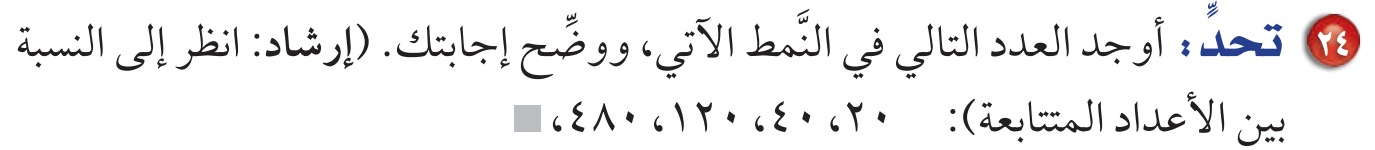 ٢٤ تحدٍّ: أوجد العدد التالي في النَّمط الآتي، ووضِّح إجابتك. (إرشاد: انظر إلى النسبة
بين الأعداد المتتابعة): ٢٠، ٤٠، ١٢٠، ٤٨٠، ■